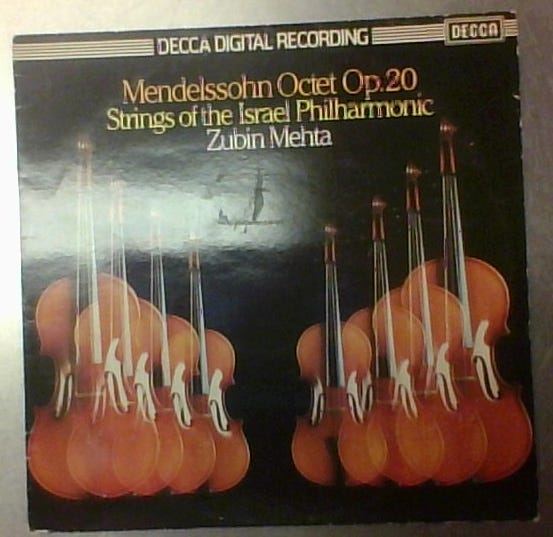 DECCA DIGITAL RECORDING
DECCA
Mendelssohn Octet Op.20
Strings of the Israel Philharmonic
Zubin Mehta